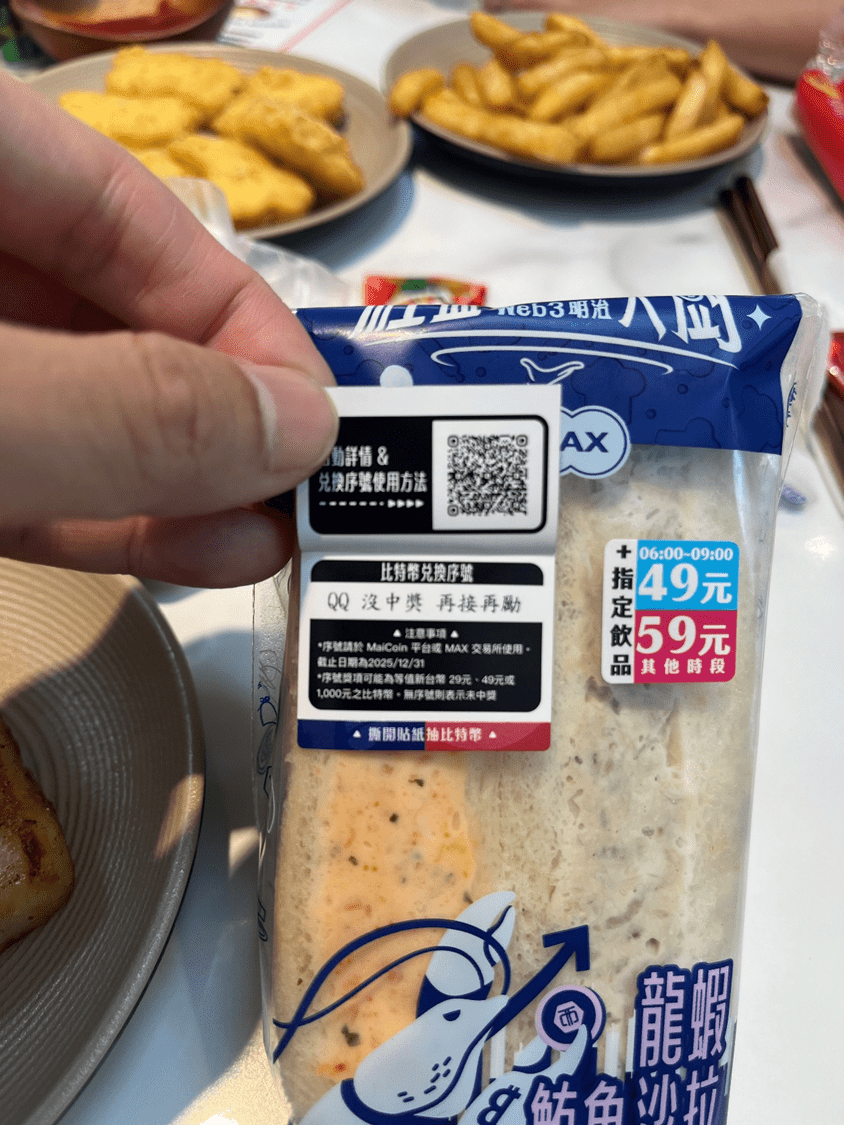 Web3明治
大廚
MAX
活動詳情 &
兌換序號使用方法
比特幣兌換序號
QQ 沒中獎 再接再勵
▲ 注意事項 ▲
*序號請於 MaiCoin 平台或 MAX 交易所使用。
截止日期為2025/12/31
*序號獎項可能為等值新台幣 29元、49元或
1,000元之比特幣。無序號則表示未中獎
▲ 撕開貼紙抽比特幣 ▲
+指定飲品
06:00-09:00
49元
59元
其他時段
龍蝦
沙拉
魴魚